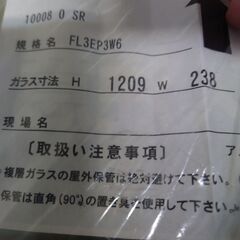 10008 0 SR
規格名 FL3EP3W6
ガラス寸法 H 1209 W 238
現場名
〔取扱い注意事項〕 ア
複層ガラスの屋外保管は絶対避けて下さい。
保管は直角(90°)の置き具を使用して下さい。